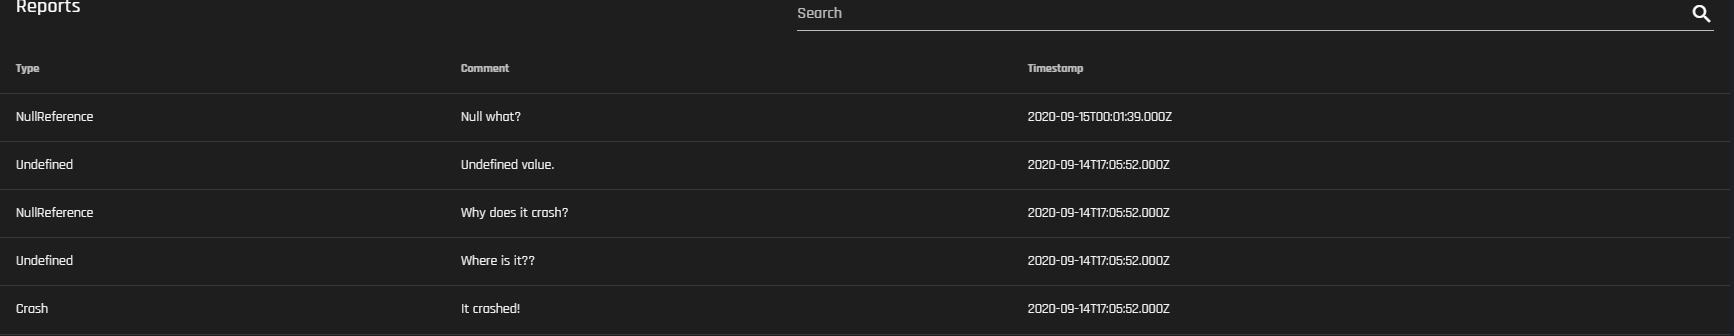 Reports
Search
Type Comment Timestamp
NullReference Null what? 2020-09-15T00:01:39.000Z
Undefined Undefined value. 2020-09-14T17:05:52.000Z
NullReference Why does it crash? 2020-09-14T17:05:52.000Z
Undefined Where is it?? 2020-09-14T17:05:52.000Z
Crash It crashed! 2020-09-14T17:05:52.000Z